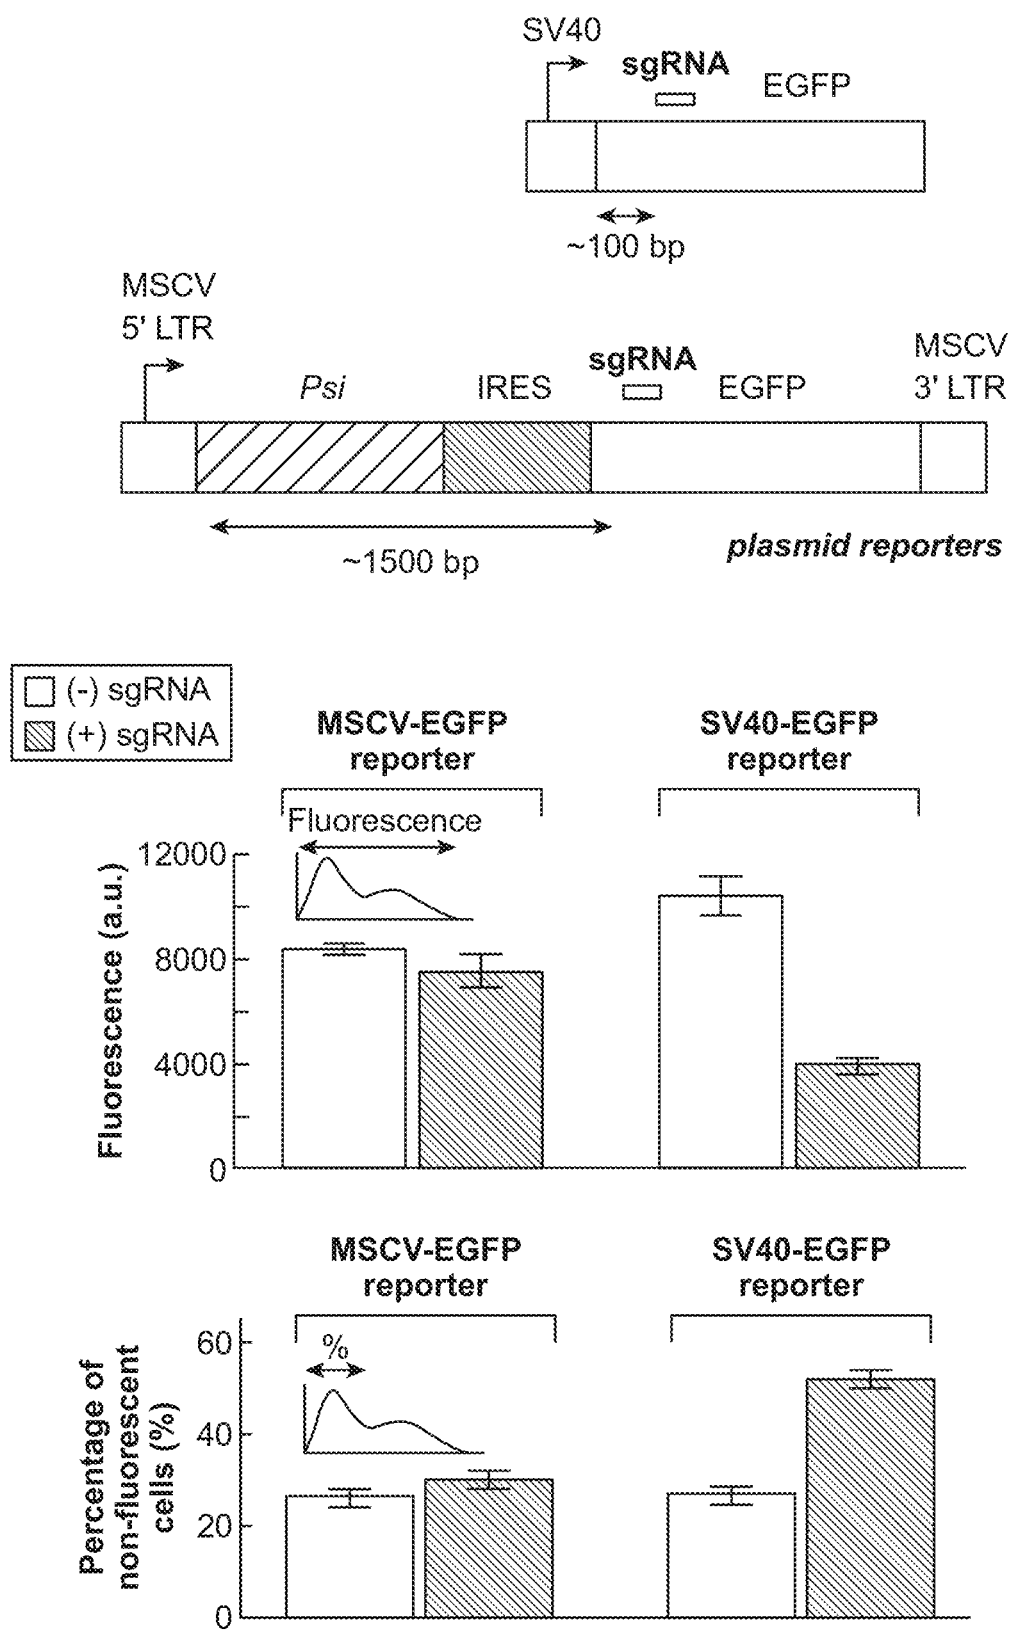 SV40
sgRNA
EGFP
~100 bp
MSCV
5' LTR
Psi
IRES
sgRNA
EGFP
MSCV
3' LTR
~1500 bp
plasmid reporters
(-) sgRNA
(+) sgRNA
MSCV-EGFP
reporter
SV40-EGFP
reporter
Fluorescence
Fluorescence (a.u.)
12000
8000
4000
0
MSCV-EGFP
reporter
SV40-EGFP
reporter
%
Percentage of
non-fluorescent
cells (%)
60
40
20
0